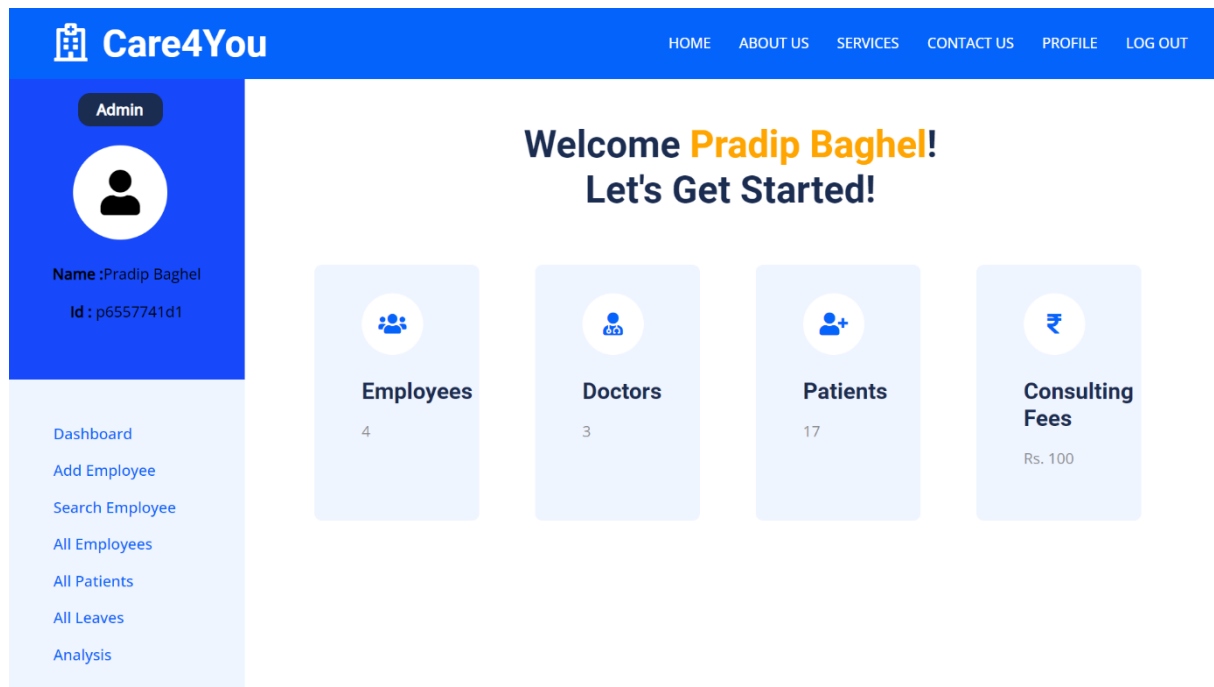 Care4You
HOME ABOUT US SERVICES CONTACT US PROFILE LOG OUT
Admin
Name :Pradip Baghel
Id : p6557741d1
Dashboard
Add Employee
Search Employee
All Employees
All Patients
All Leaves
Analysis
Welcome Pradip Baghel!
Let's Get Started!
Employees
4
Doctors
3
Patients
17
₹
Consulting
Fees
Rs. 100